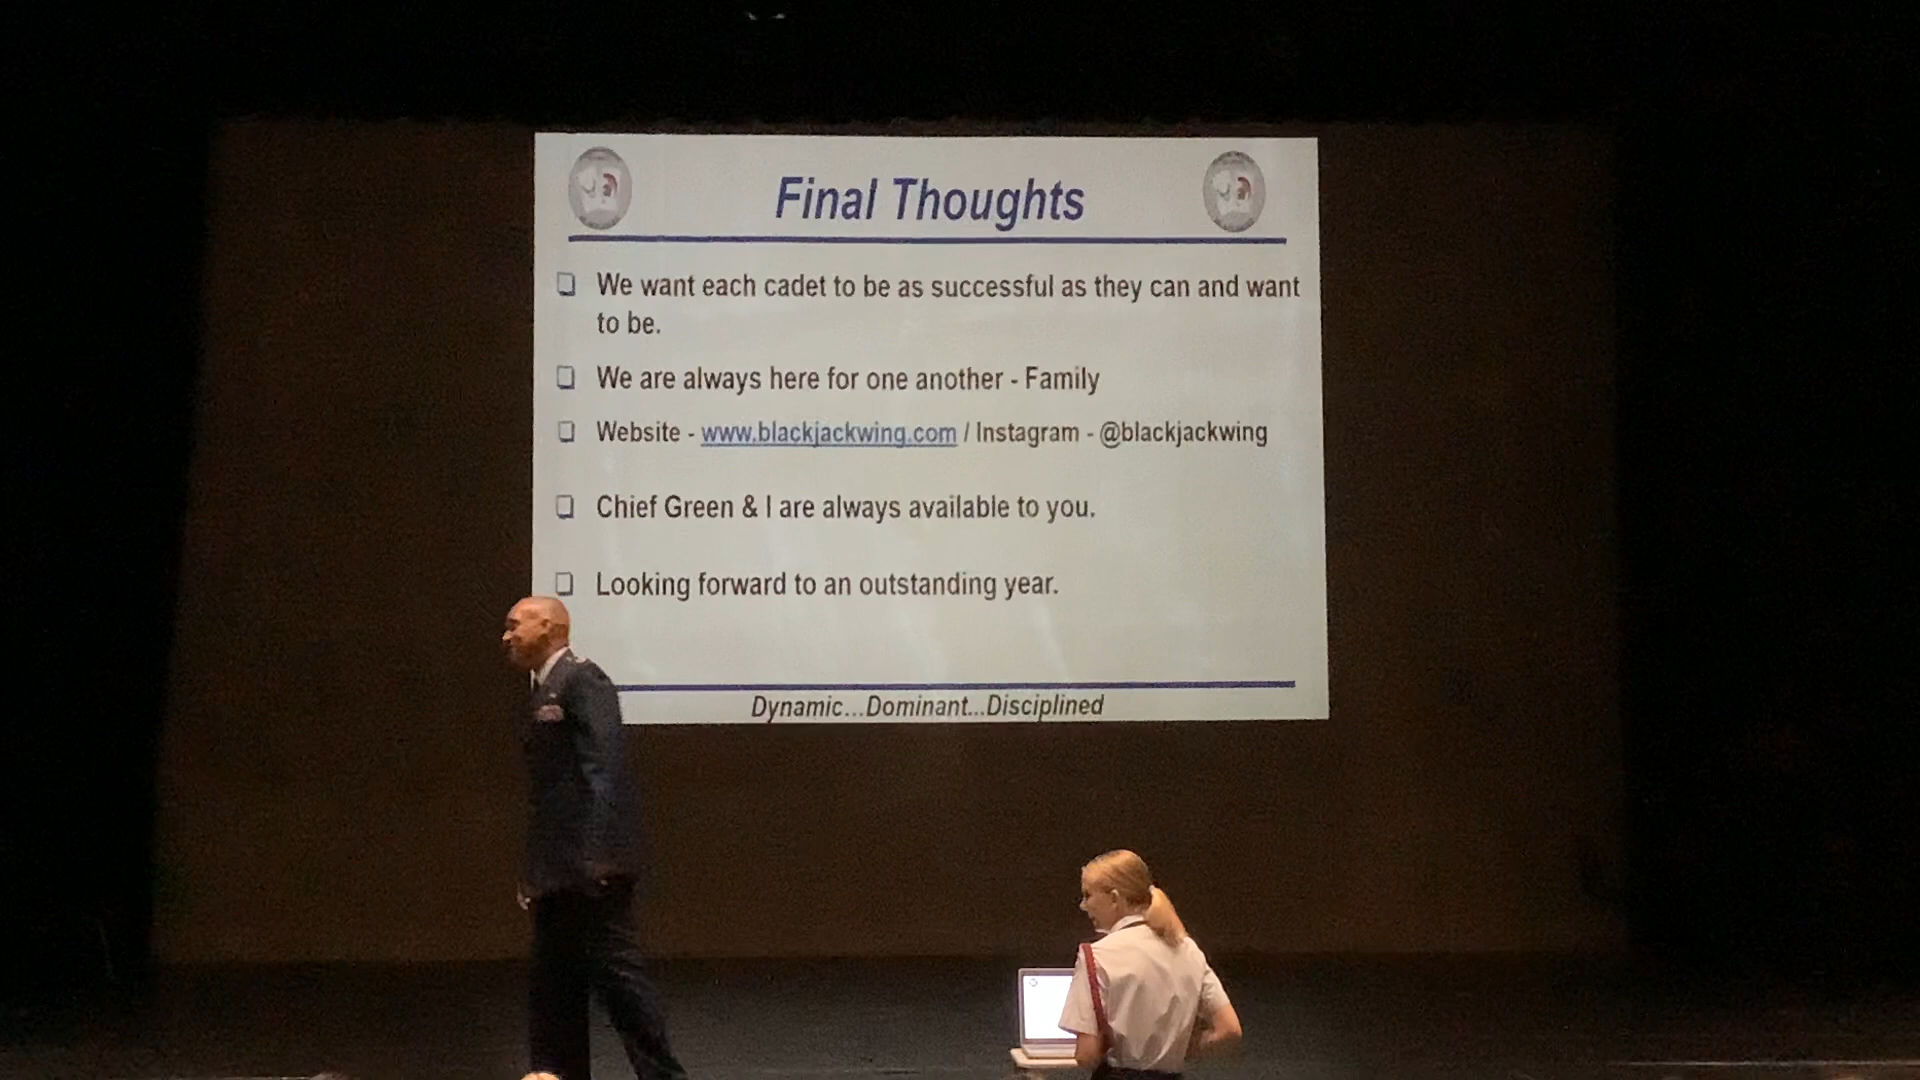 Final Thoughts
We want each cadet to be as successful as they can and want
to be.
We are always here for one another - Family
Website - www.blackjackwing.com / Instagram - @blackjackwing
Chief Green & I are always available to you.
Looking forward to an outstanding year.
Dynamic...Dominant...Disciplined